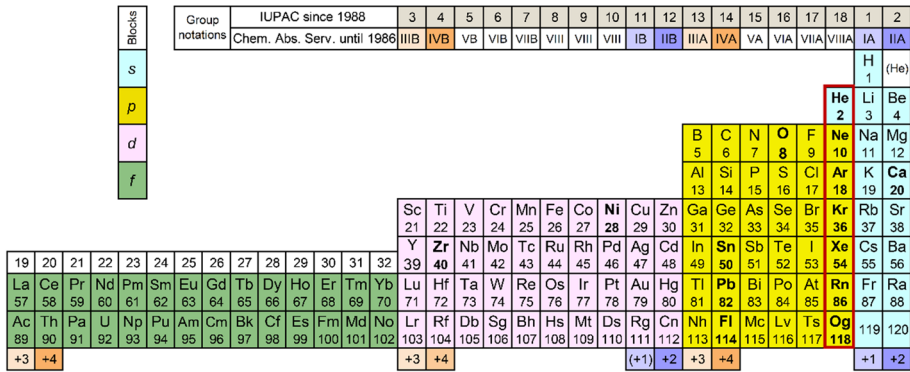 Blocks
Group notations
IUPAC since 1988 3 4 5 6 7 8 9 10 11 12 13 14 15 16 17 18 1 2
Chem. Abs. Serv. until 1986 IIIB IVB VB VIB VIIB VIII VIII VIII IB IIB IIIA IVA VA VIA VIIA VIIIA IA IIA
s
H (He)
1
He Li Be
2 3 4
p
B C N O F Ne Na Mg
5 6 7 8 9 10 11 12
d
Al Si P S Cl Ar K Ca
13 14 15 16 17 18 19 20
f
Sc Ti V Cr Mn Fe Co Ni Cu Zn Ga Ge As Se Br Kr Rb Sr
21 22 23 24 25 26 27 28 29 30 31 32 33 34 35 36 37 38
19 20 21 22 23 24 25 26 27 28 29 30 31 32 Y Zr Nb Mo Tc Ru Rh Pd Ag Cd In Sn Sb Te I Xe Cs Ba
39 40 41 42 43 44 45 46 47 48 49 50 51 52 53 54 55 56
La Ce Pr Nd Pm Sm Eu Gd Tb Dy Ho Er Tm Yb Lu Hf Ta W Re Os Ir Pt Au Hg Tl Pb Bi Po At Rn Fr Ra
57 58 59 60 61 62 63 64 65 66 67 68 69 70 71 72 73 74 75 76 77 78 79 80 81 82 83 84 85 86 87 88
Ac Th Pa U Np Pu Am Cm Bk Cf Es Fm Md No Lr Rf Db Sg Bh Hs Mt Ds Rg Cn Nh Fl Mc Lv Ts Og 119 120
89 90 91 92 93 94 95 96 97 98 99 100 101 102 103 104 105 106 107 108 109 110 111 112 113 114 115 116 117 118
+3 +4 +3 +4 (+1) +2 +3 +4 +1 +2